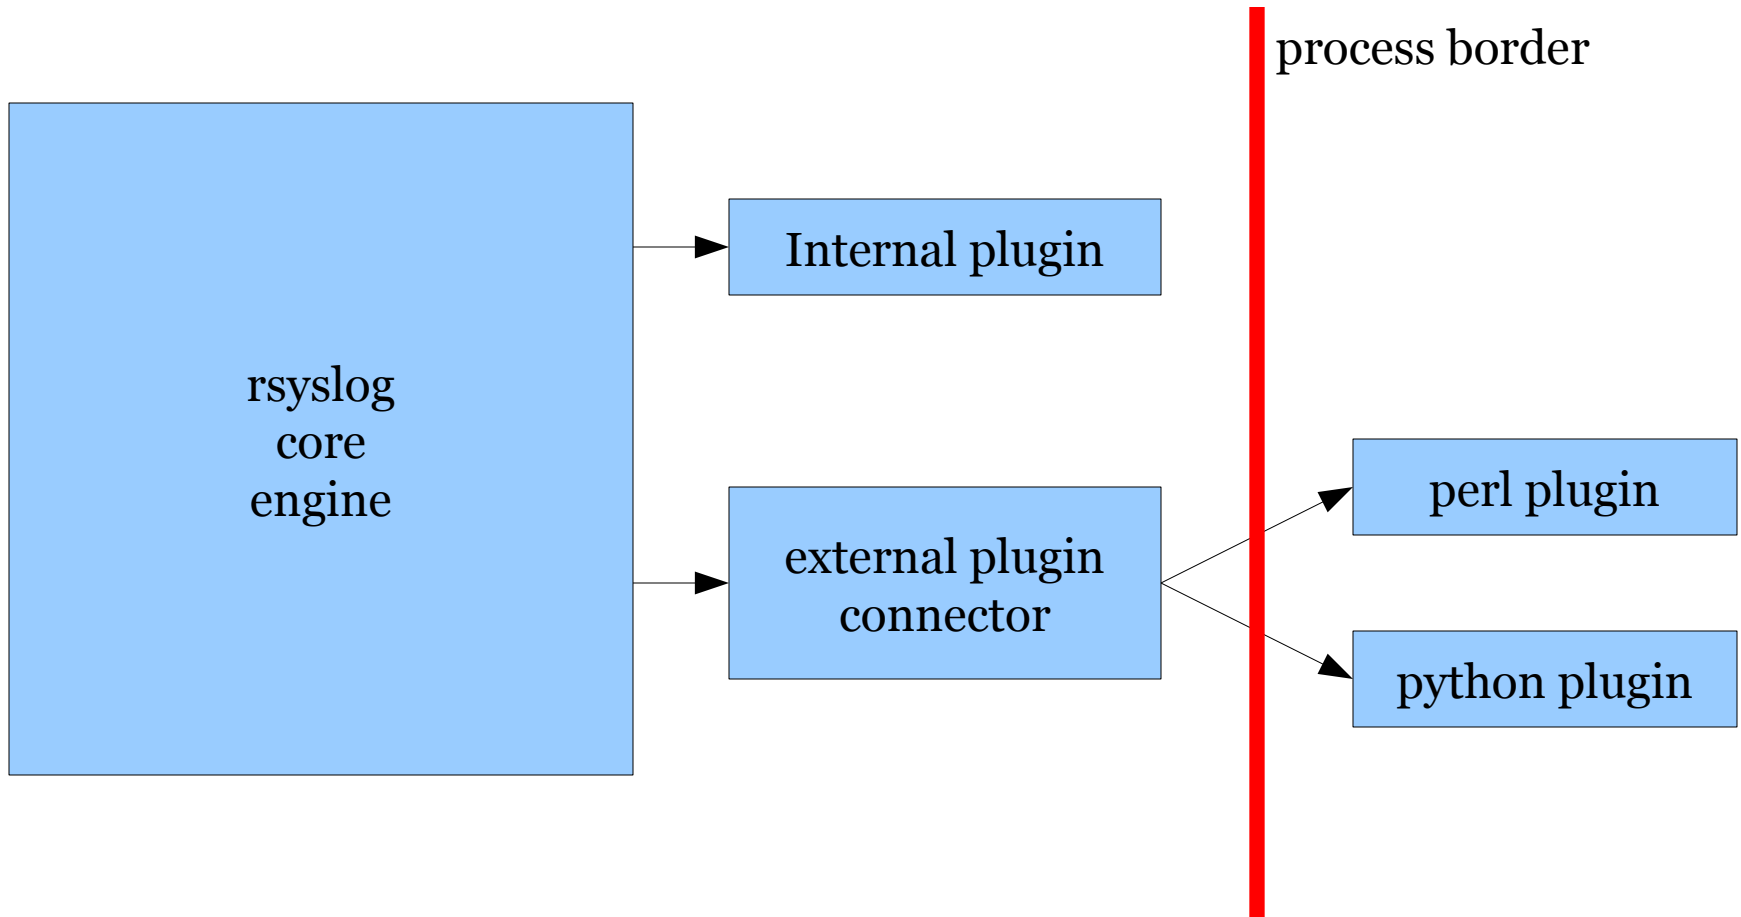 process border
rsyslog
core
engine
Internal plugin
external plugin
connector
perl plugin
python plugin